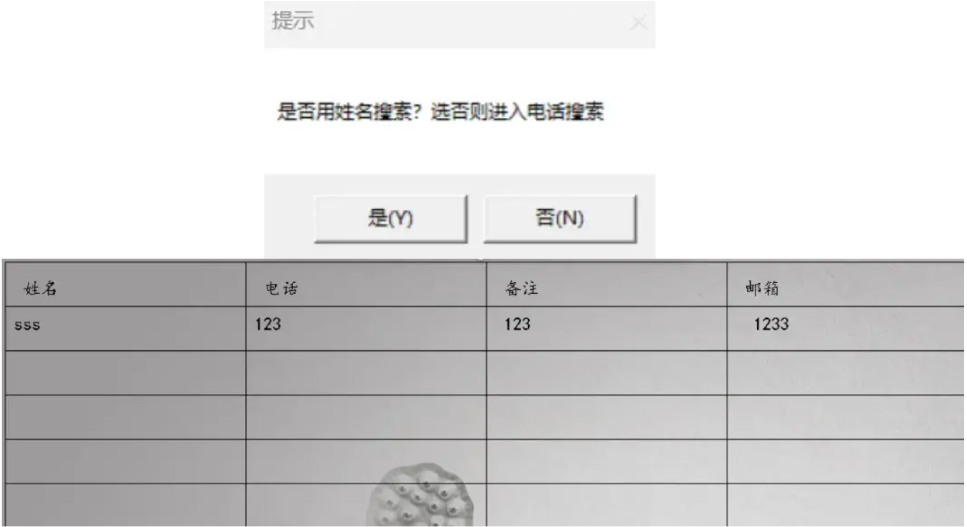 提示
是否用姓名搜索？选否则进入电话搜索
是(Y) 否(N)
姓名 电话 备注 邮箱
sss 123 123 1233